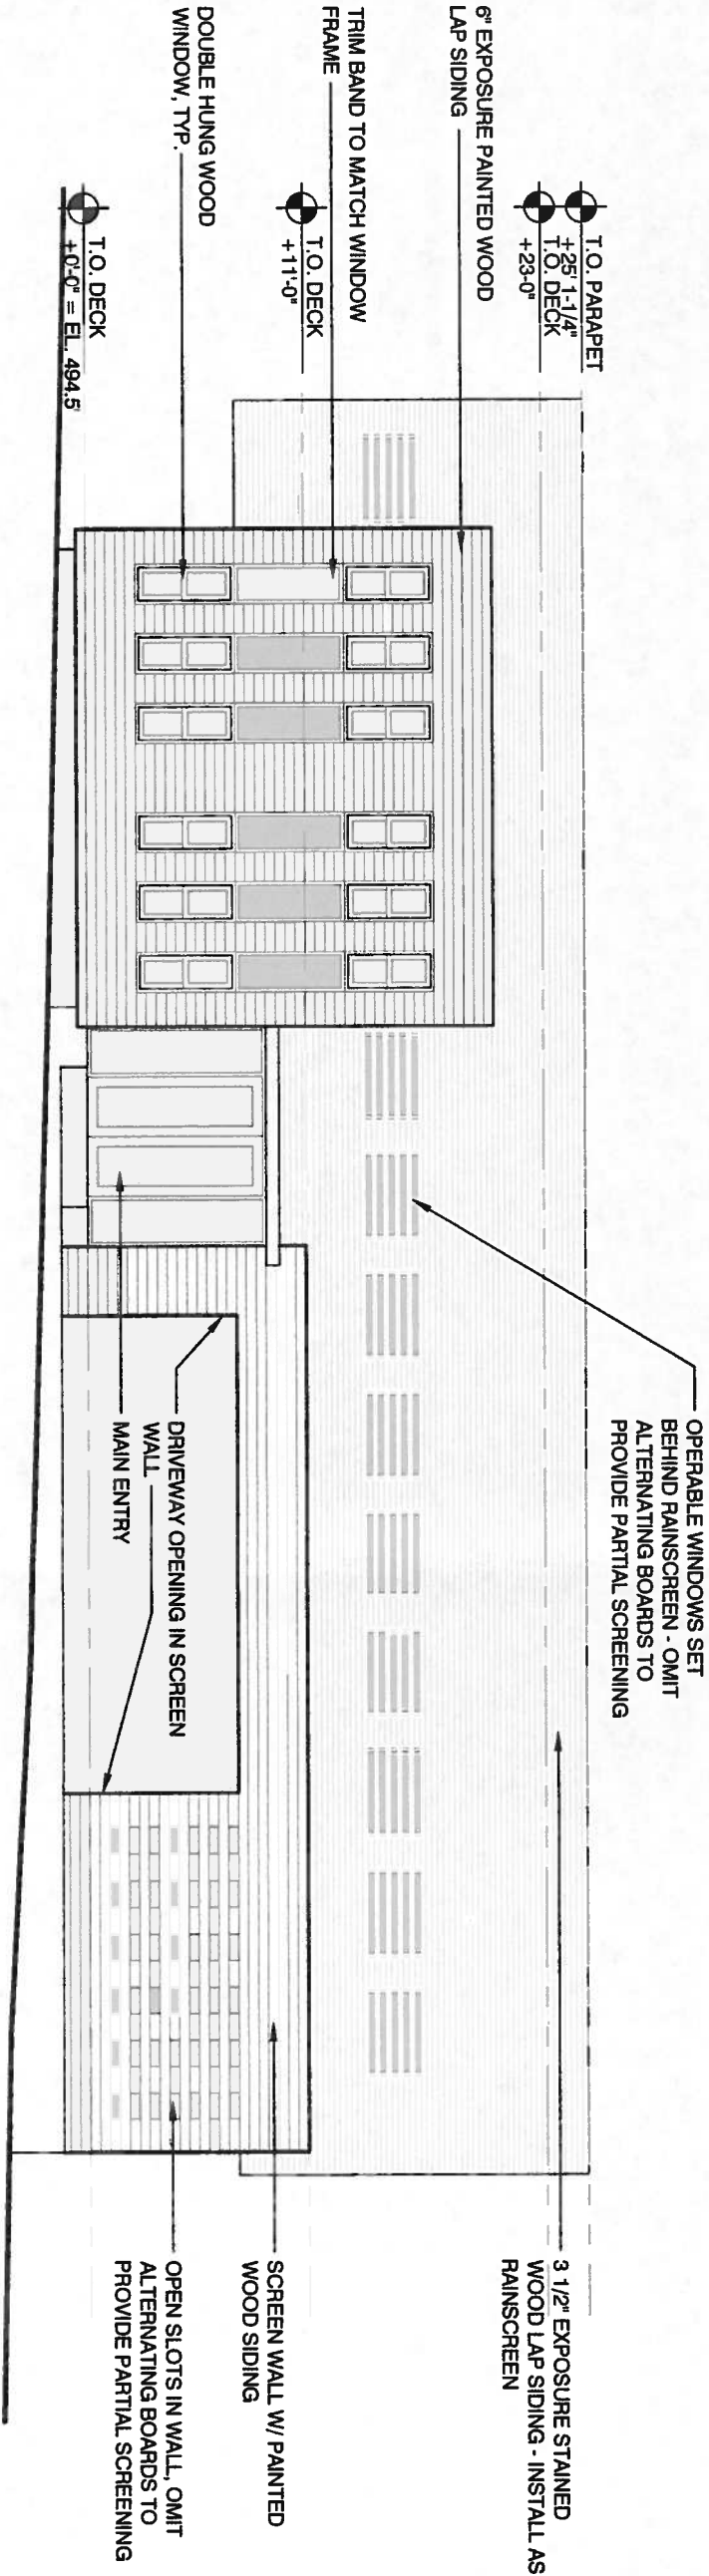 OPERABLE WINDOWS SET
BEHIND RAINSCREEN - OMIT
ALTERNATING BOARDS TO
PROVIDE PARTIAL SCREENING
T.O. PARAPET
+25' 1-1/4"
T.O. DECK
+23-0"
6" EXPOSURE PAINTED WOOD
LAP SIDING
TRIM BAND TO MATCH WINDOW
FRAME
T.O. DECK
+11'-0"
DOUBLE HUNG WOOD
WINDOW, TYP.
T.O. DECK
+0'-0" = EL. 494.5'
DRIVEWAY OPENING IN SCREEN
WALL
MAIN ENTRY
3 1/2" EXPOSURE STAINED
WOOD LAP SIDING - INSTALL AS
RAINSCREEN
SCREEN WALL W/ PAINTED
WOOD SIDING
OPEN SLOTS IN WALL, OMIT
ALTERNATING BOARDS TO
PROVIDE PARTIAL SCREENING